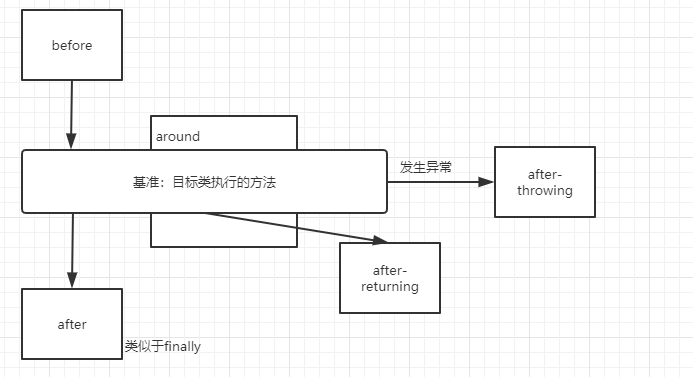 before
around
基准：目标类执行的方法
发生异常
after-
throwing
after-
returning
after
类似于finally